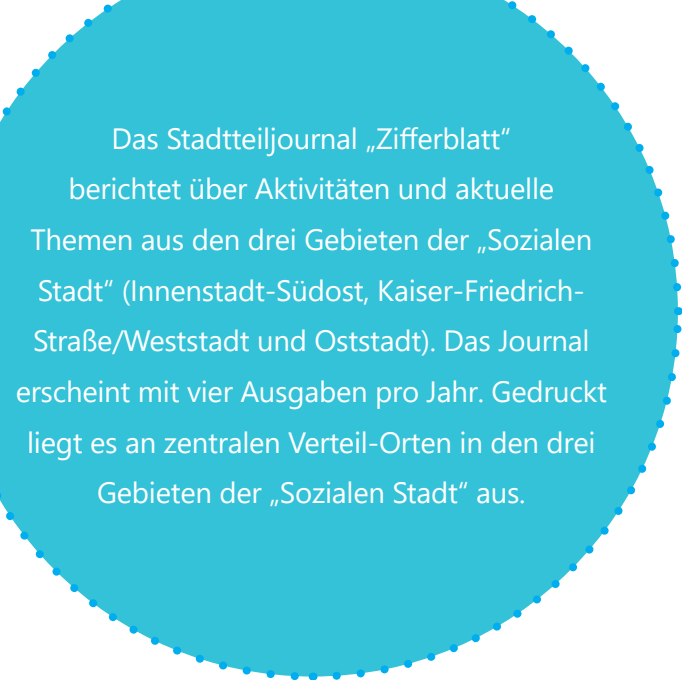 Das Stadtteiljournal „Zifferblatt“
berichtet über Aktivitäten und aktuelle
Themen aus den drei Gebieten der „Sozialen
Stadt“ (Innenstadt-Südost, Kaiser-Friedrich-
Straße/Weststadt und Oststadt). Das Journal
erscheint mit vier Ausgaben pro Jahr. Gedruckt
liegt es an zentralen Verteil-Orten in den drei
Gebieten der „Sozialen Stadt“ aus.